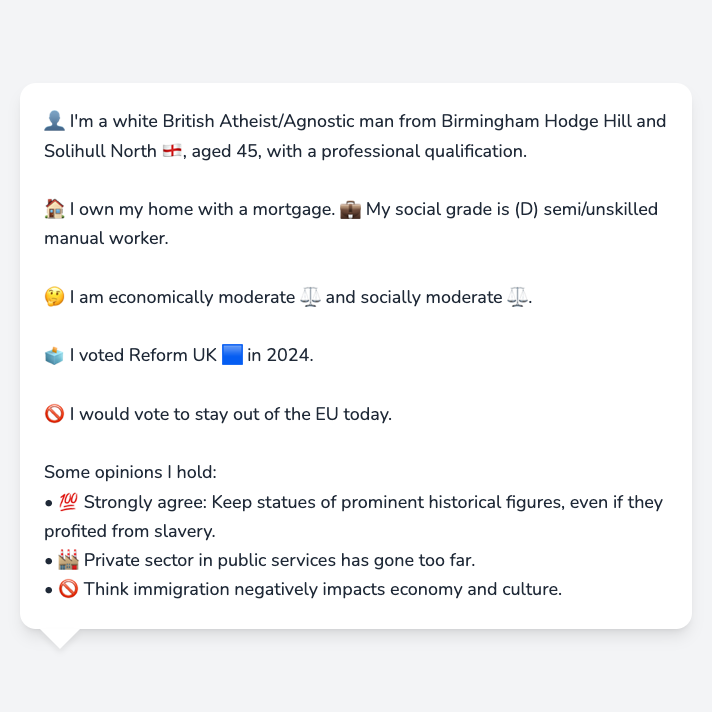 👤 I'm a white British Atheist/Agnostic man from Birmingham Hodge Hill and
Solihull North 🏴󠁧󠁢󠁥󠁮󠁧󠁿, aged 45, with a professional qualification.
🏠 I own my home with a mortgage. 💼 My social grade is (D) semi/unskilled
manual worker.
🤔 I am economically moderate ⚖️ and socially moderate ⚖️.
🗳️ I voted Reform UK 🟦 in 2024.
🚫 I would vote to stay out of the EU today.
Some opinions I hold:
• 💯 Strongly agree: Keep statues of prominent historical figures, even if they
profited from slavery.
• 🏭 Private sector in public services has gone too far.
• 🚫 Think immigration negatively impacts economy and culture.